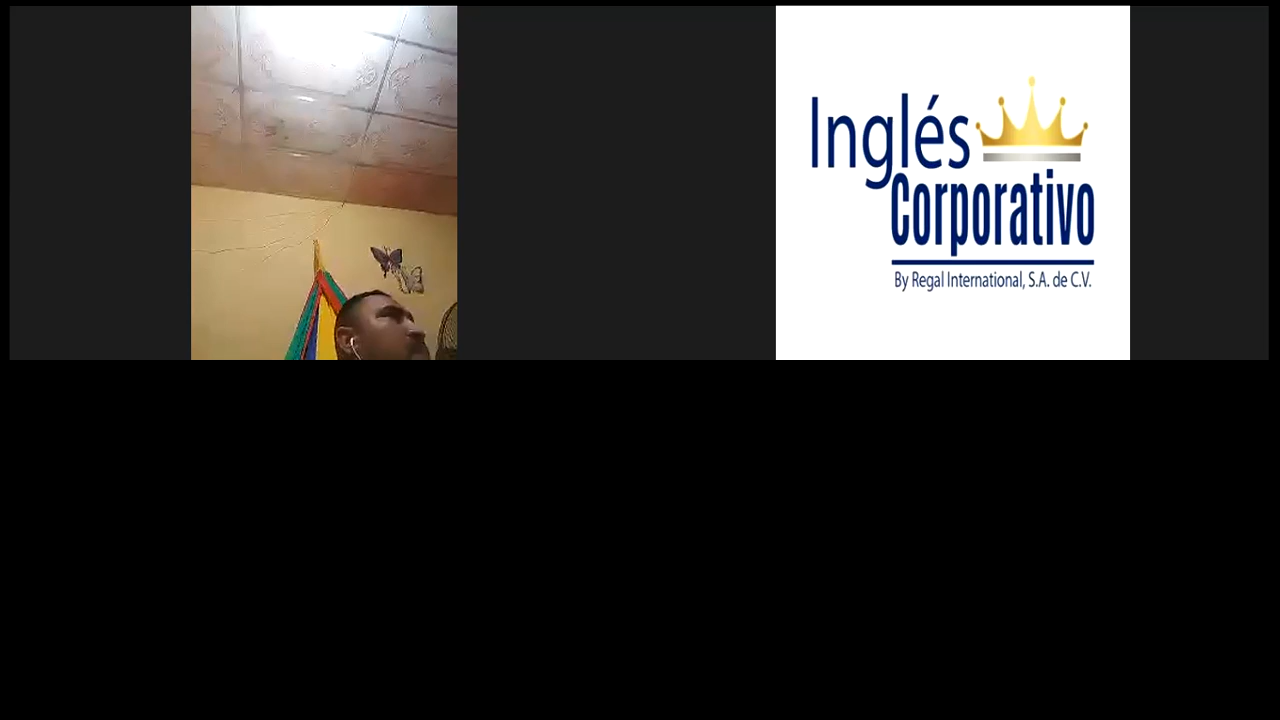 Inglés
Corporativo
By Regal International, S.A. de C.V.